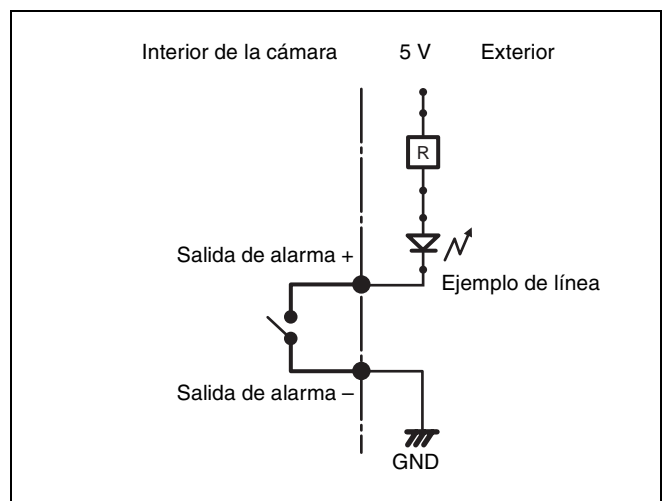 Interior de la cámara 5 V Exterior
R
Salida de alarma +
Ejemplo de línea
Salida de alarma –
GND